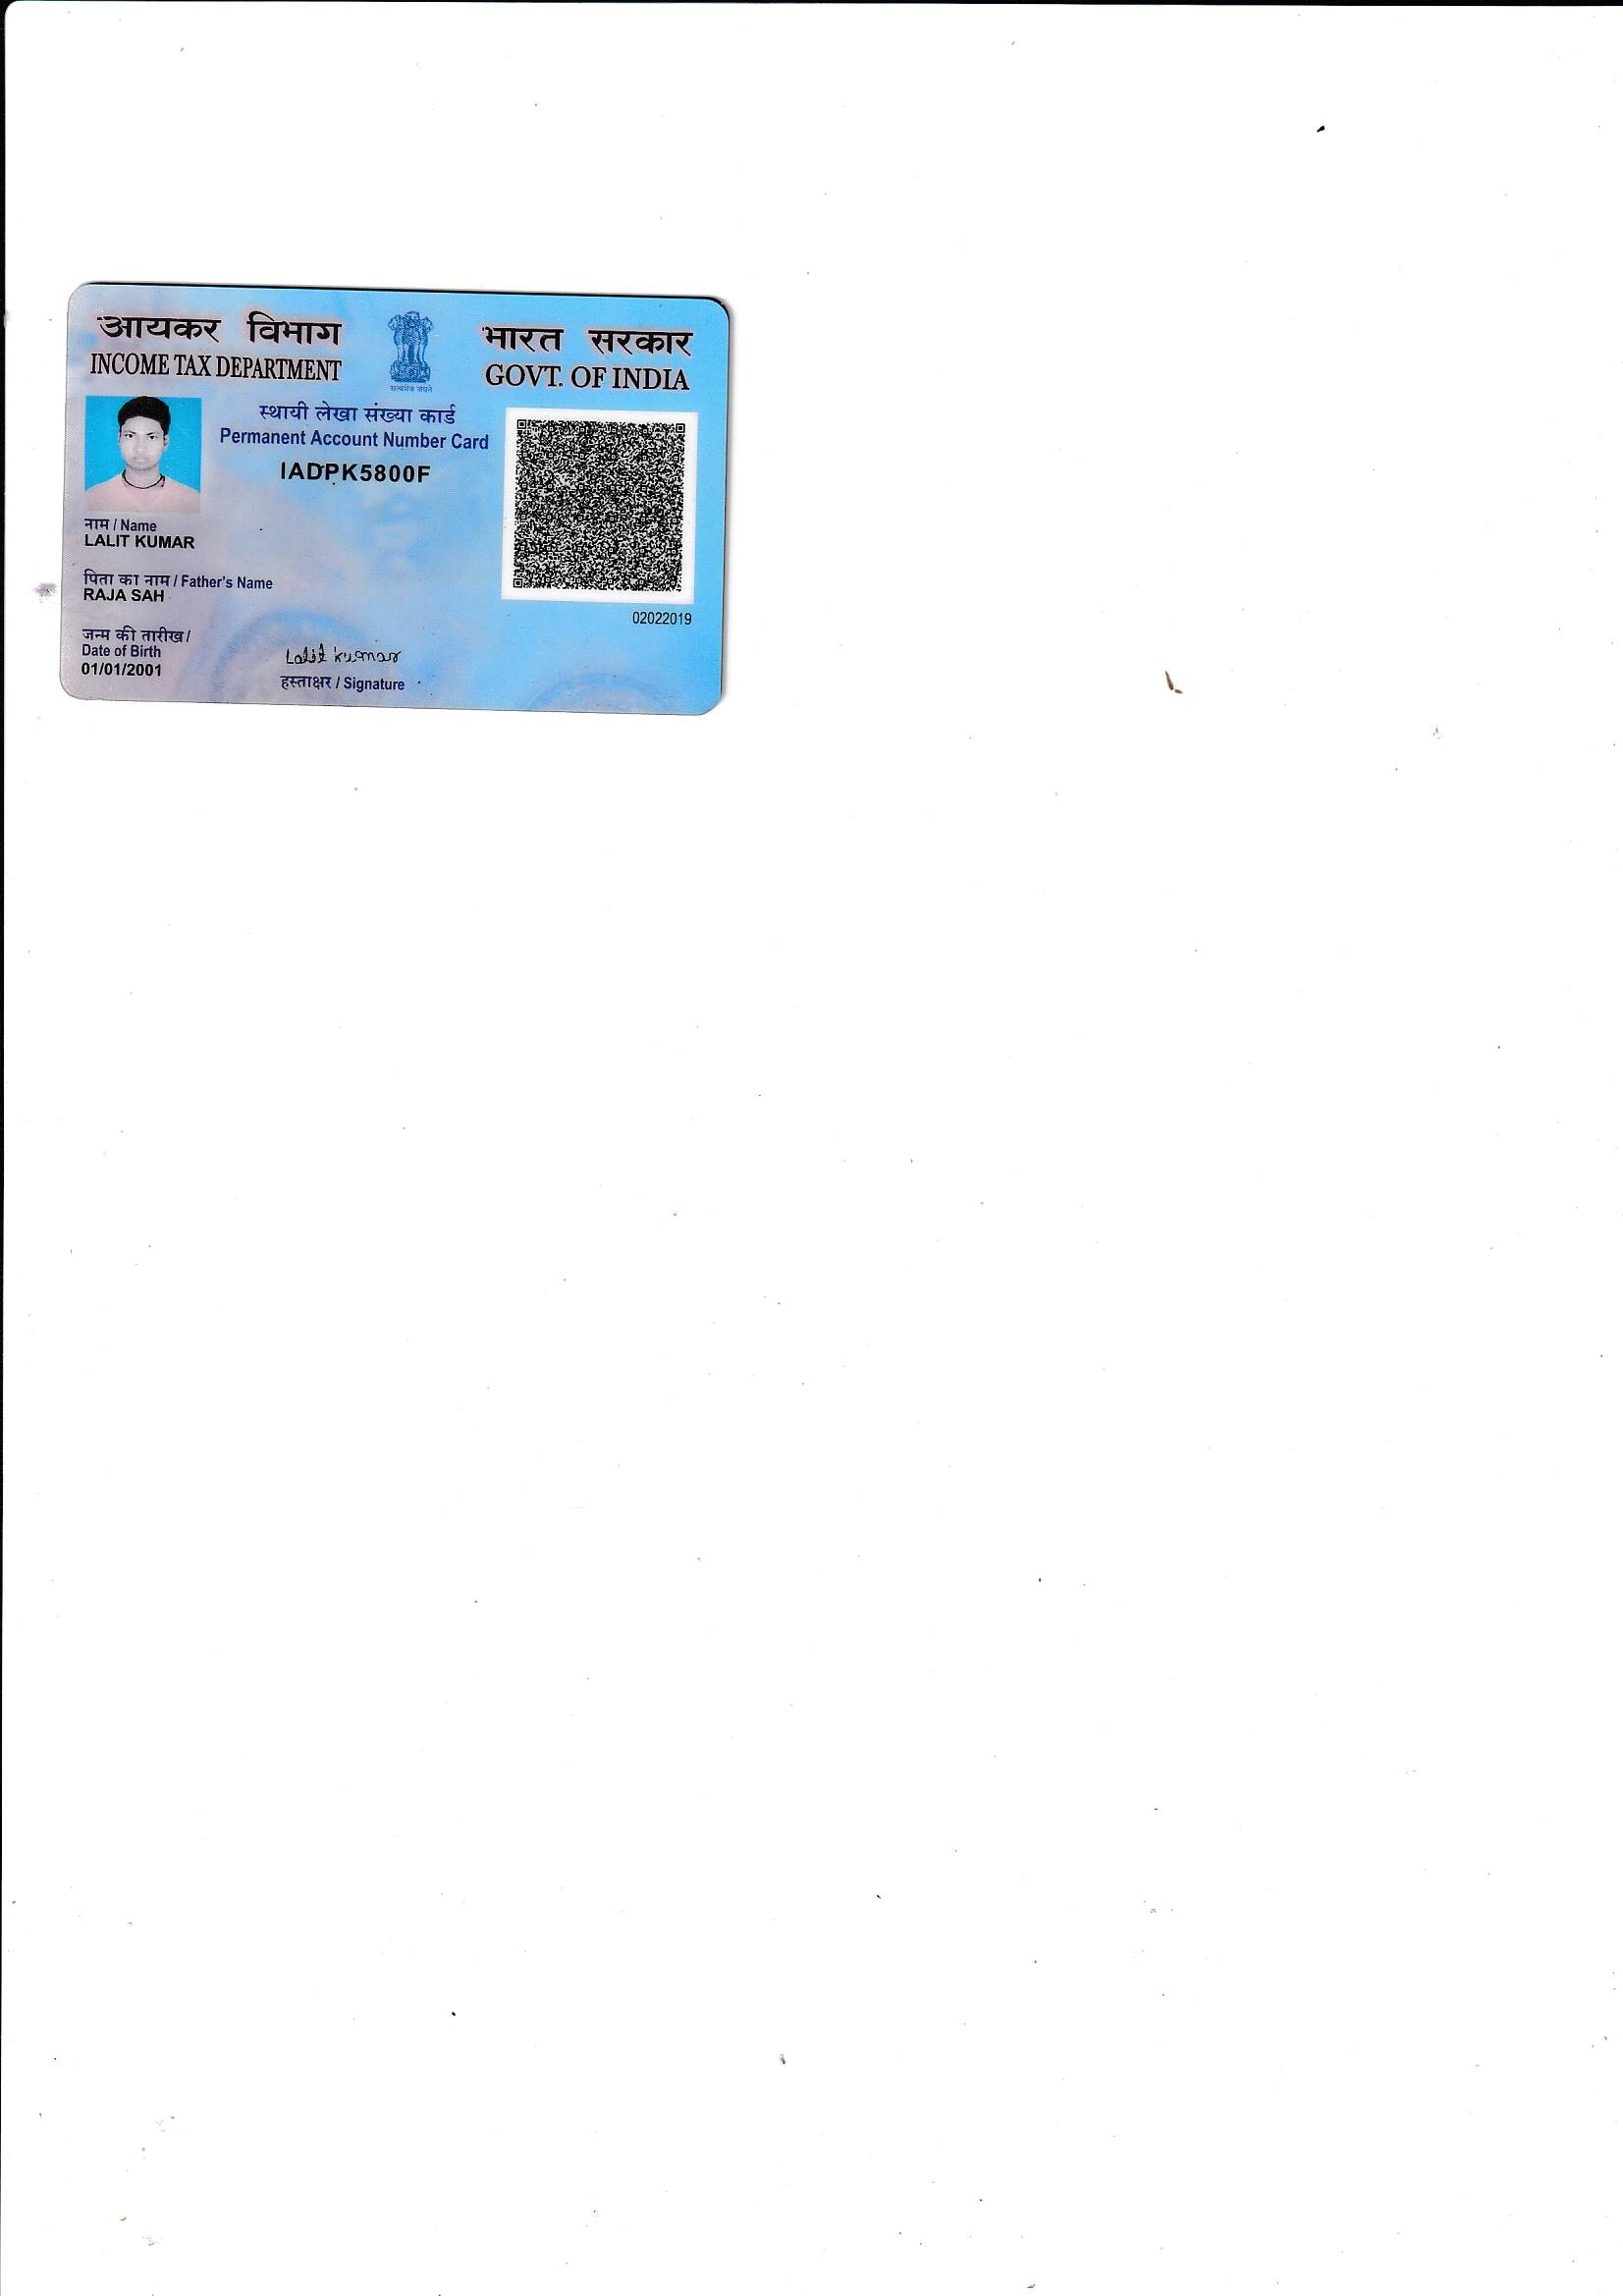 आयकर विभाग
INCOME TAX DEPARTMENT
सत्यमेव जयते
भारत सरकार
GOVT. OF INDIA
स्थायी लेखा संख्या कार्ड
Permanent Account Number Card
IADPK5800F
नाम / Name
LALIT KUMAR
पिता का नाम / Father's Name
RAJA SAH
02022019
जन्म की तारीख /
Date of Birth
01/01/2001
Lalit kumar
हस्ताक्षर / Signature